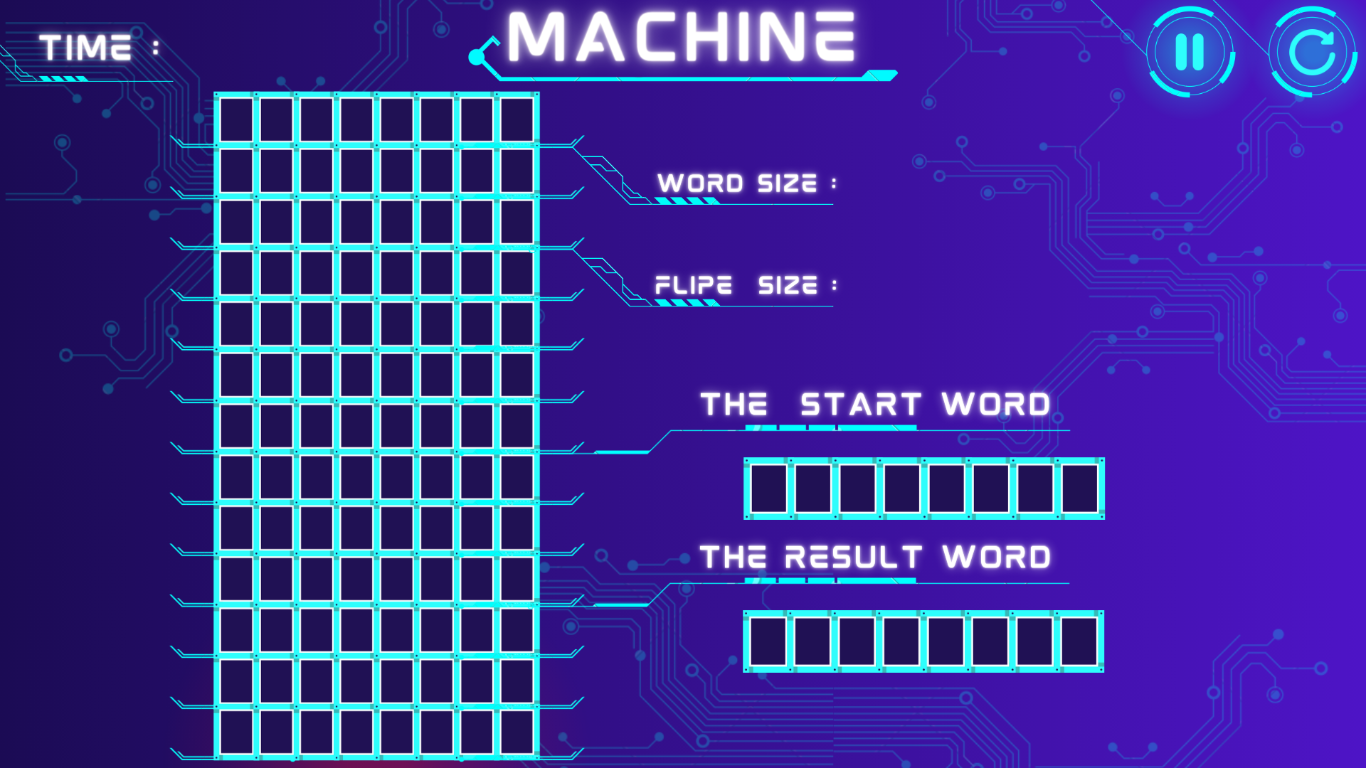 MACHINE
TIME :
WORD SIZE :
FLIPE SIZE :
THE START WORD
THE RESULT WORD